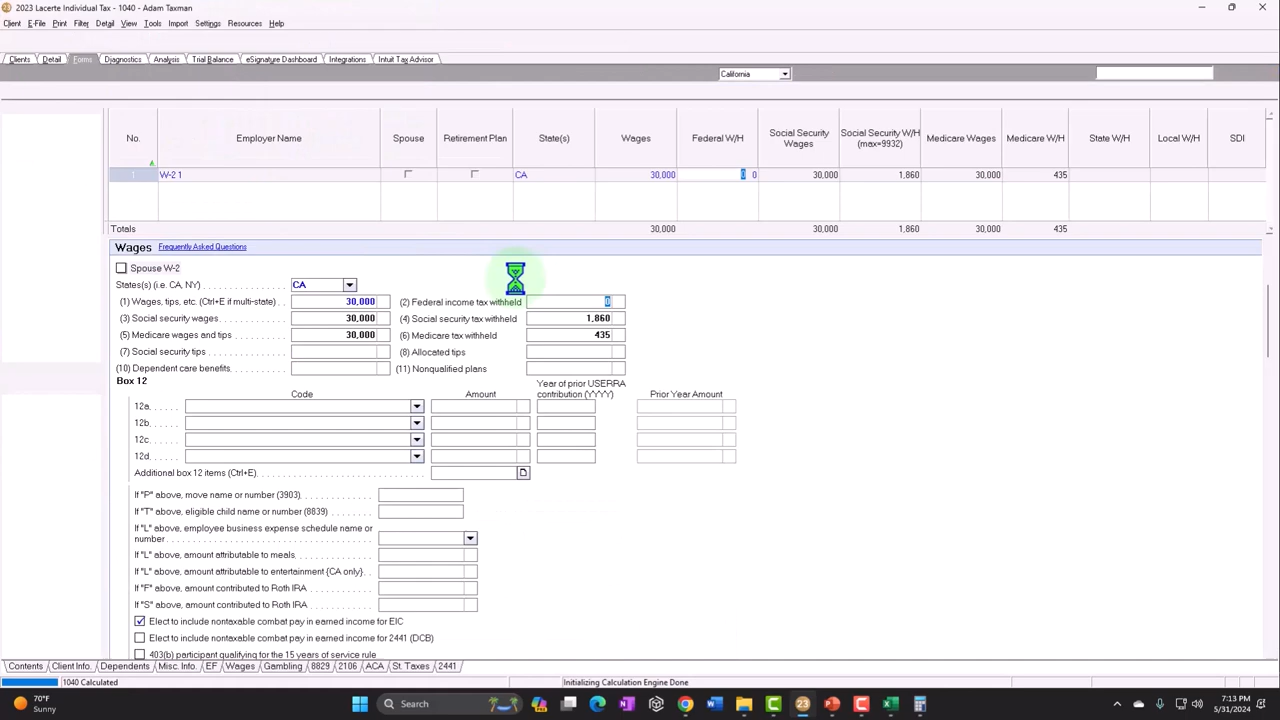 2023 Lacerte Individual Tax - 1040 - Adam Taxman
Client E-File Print Filter Detail View Tools Import Settings Resources Help
Clients Detail Forms Diagnostics Analysis Trial Balance eSignature Dashboard Integrations Intuit Tax Advisor
California
No. Employer Name Spouse Retirement Plan State(s) Wages Federal W/H Social Security Wages Social Security W/H (max=9932) Medicare Wages Medicare W/H State W/H Local W/H SDI
1 W-2 1 CA 30,000 0 0 30,000 1,860 30,000 435
Totals 30,000 30,000 1,860 30,000 435
Wages Frequently Asked Questions
Spouse W-2
States(s) (i.e. CA, NY) CA
(1) Wages, tips, etc. (Ctrl+E if multi-state) 30,000 (2) Federal income tax withheld 0
(3) Social security wages 30,000 (4) Social security tax withheld 1,860
(5) Medicare wages and tips 30,000 (6) Medicare tax withheld 435
(7) Social security tips (8) Allocated tips
(10) Dependent care benefits (11) Nonqualified plans
Box 12
Code Amount Year of prior USERRA contribution (YYYY) Prior Year Amount
12a
12b
12c
12d
Additional box 12 items (Ctrl+E)
If "P" above, move name or number (3903)
If "T" above, eligible child name or number (8839)
If "L" above, employee business expense schedule name or
number
If "L" above, amount attributable to meals
If "L" above, amount attributable to entertainment {CA only}
If "F" above, amount contributed to Roth IRA
If "S" above, amount contributed to Roth IRA
Elect to include nontaxable combat pay in earned income for EIC
Elect to include nontaxable combat pay in earned income for 2441 (DCB)
403(b) participant qualifying for the 15 years of service rule
Contents Client Info. Dependents Misc. Info. EF Wages Gambling 8829 2106 ACA St. Taxes 2441
1040 Calculated Initializing Calculation Engine Done
70°F
Sunny
Search
23
7:13 PM
5/31/2024